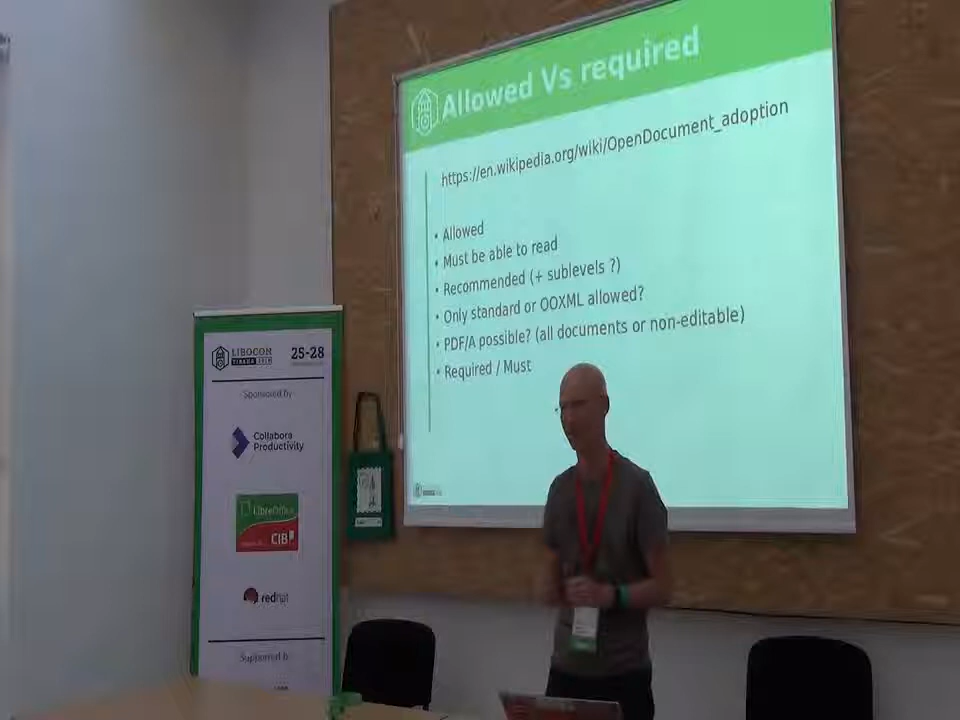 Allowed Vs required
https://en.wikipedia.org/wiki/OpenDocument_adoption
• Allowed
• Must be able to read
• Recommended (+ sublevels ?)
• Only standard or OOXML allowed?
• PDF/A possible? (all documents or non-editable)
• Required / Must
LIBOCON
25-28
Sponsored by
Collabora
Productivity
LibreOffice
CIB
redhat
Supported b